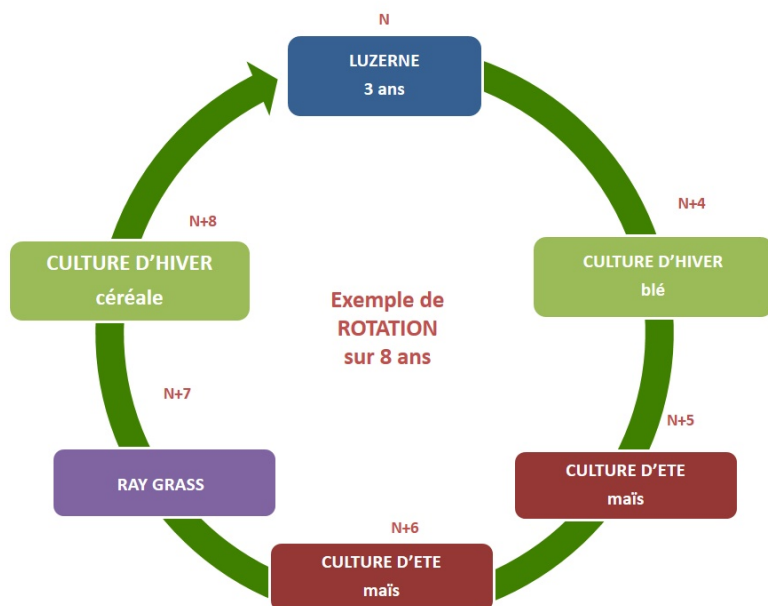 N
LUZERNE
3 ans
N+4
CULTURE D'HIVER
blé
N+5
CULTURE D'ETE
maïs
N+6
CULTURE D'ETE
maïs
N+7
RAY GRASS
N+8
CULTURE D'HIVER
céréale
Exemple de
ROTATION
sur 8 ans